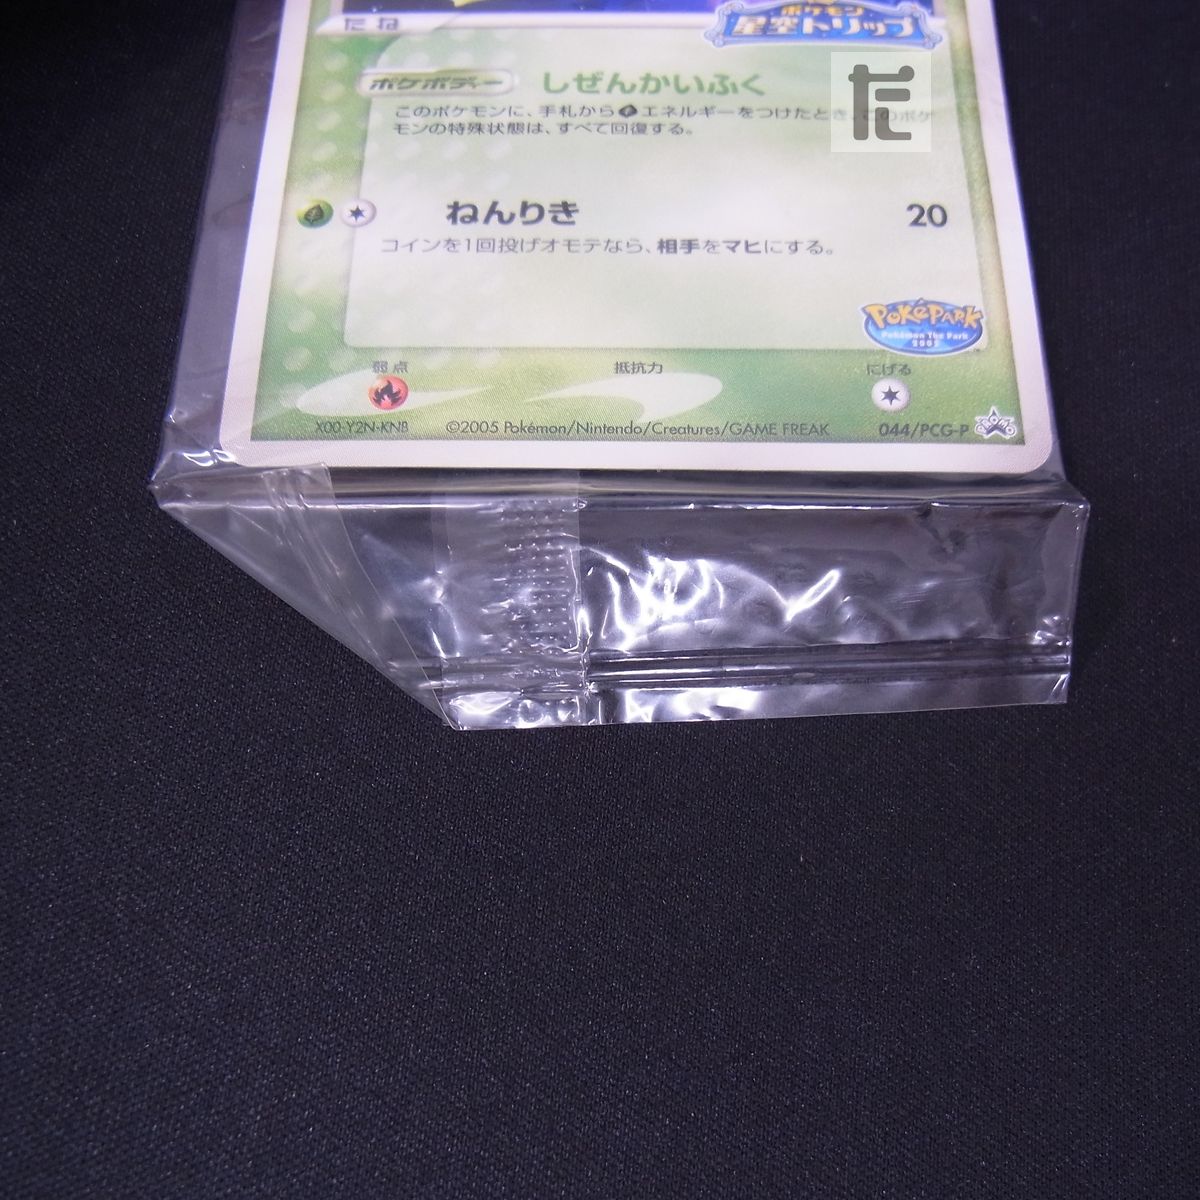 ポケモン
星空トリップ
たね
ポケボディー しぜんかいふく
このポケモンに、手札からエネルギーをつけたとき、このポケ
モンの特殊状態は、すべて回復する。
ねんりき 20
コインを1回投げオモテなら、相手をマヒにする。
POKÉPARK
Pokémon The Park
2005
弱点 抵抗力 にげる
X00-Y2N-KN8 ©2005 Pokémon/Nintendo/Creatures/GAME FREAK 044/PCG-P PROMO